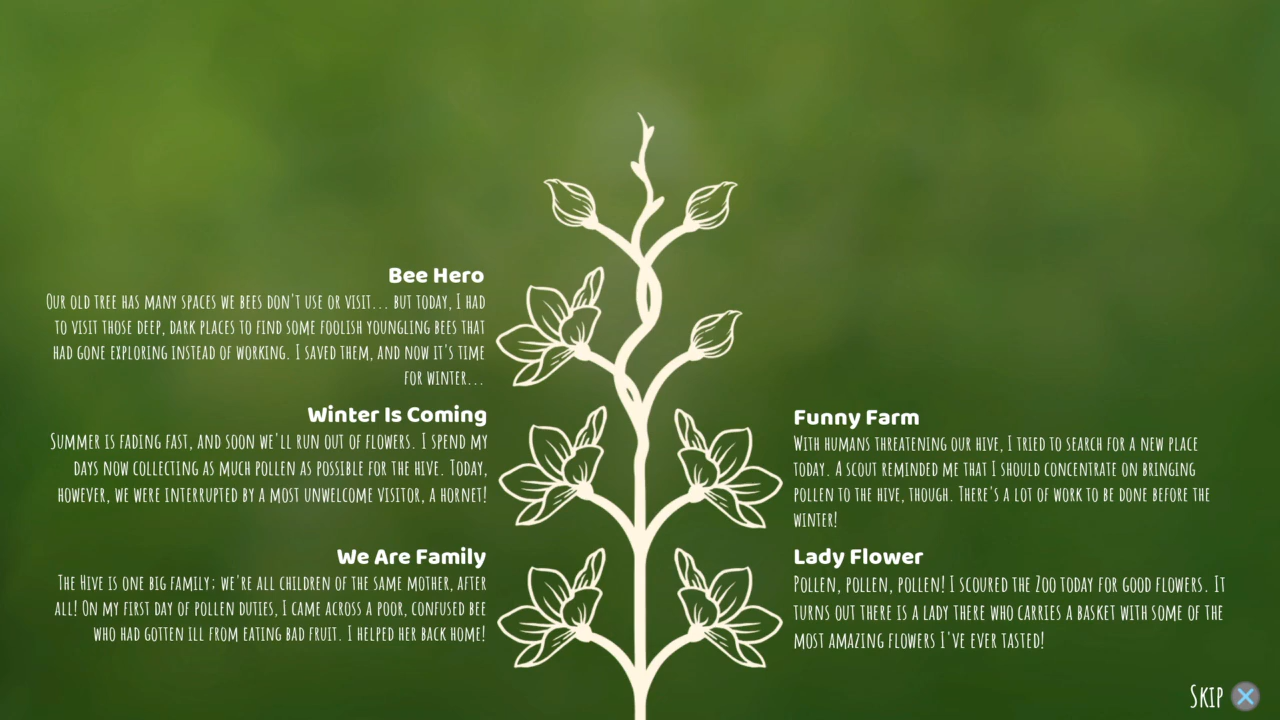 Bee Hero
Our old tree has many spaces we bees don't use or visit... but today, I had
to visit those deep, dark places to find some foolish youngling bees that
had gone exploring instead of working. I saved them, and now it's time
for winter...
Winter Is Coming
Summer is fading fast, and soon we'll run out of flowers. I spend my
days now collecting as much pollen as possible for the hive. Today,
however, we were interrupted by a most unwelcome visitor, a hornet!
We Are Family
The Hive is one big family; we're all children of the same mother, after
all! On my first day of pollen duties, I came across a poor, confused bee
who had gotten ill from eating bad fruit. I helped her back home!
Funny Farm
With humans threatening our hive, I tried to search for a new place
today. A scout reminded me that I should concentrate on bringing
pollen to the hive, though. There's a lot of work to be done before the
winter!
Lady Flower
Pollen, pollen, pollen! I scoured the Zoo today for good flowers. It
turns out there is a lady there who carries a basket with some of the
most amazing flowers I've ever tasted!
Skip